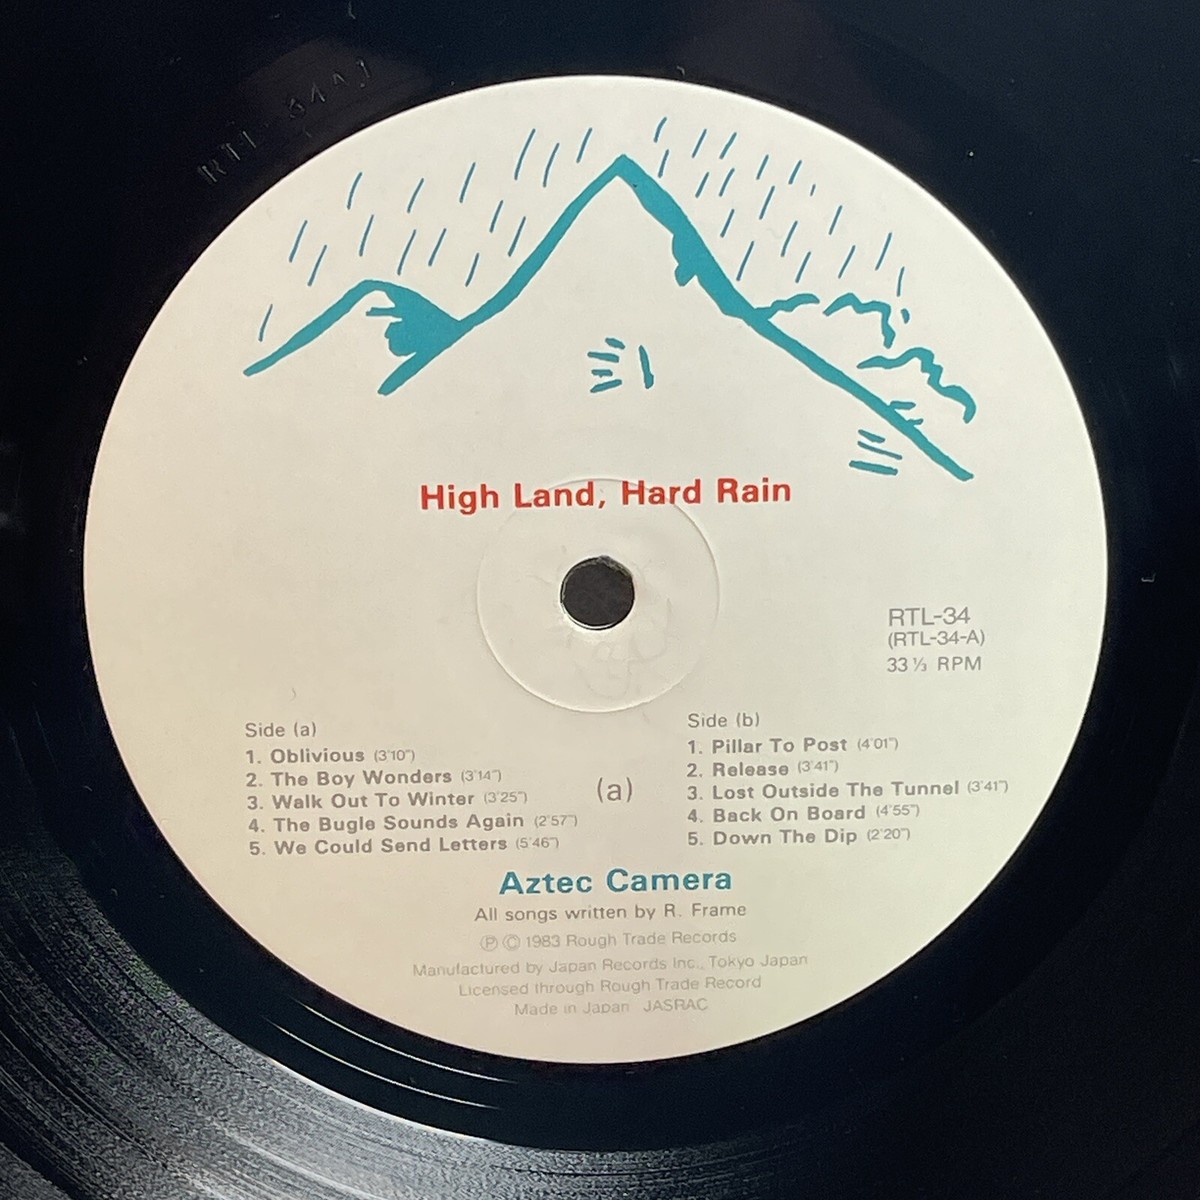 RTL-34A1
High Land, Hard Rain
RTL-34
(RTL-34-A)
33⅓ RPM
Side (a)
1. Oblivious (3'10")
2. The Boy Wonders (3'14")
3. Walk Out To Winter (3'25")
4. The Bugle Sounds Again (2'57")
5. We Could Send Letters (5'46")
(a)
Side (b)
1. Pillar To Post (4'01")
2. Release (3'41")
3. Lost Outside The Tunnel (3'41")
4. Back On Board (4'55")
5. Down The Dip (2'20")
Aztec Camera
All songs written by R. Frame
Ⓟ Ⓒ 1983 Rough Trade Records
Manufactured by Japan Records Inc., Tokyo Japan
Licensed through Rough Trade Record
Made in Japan JASRAC